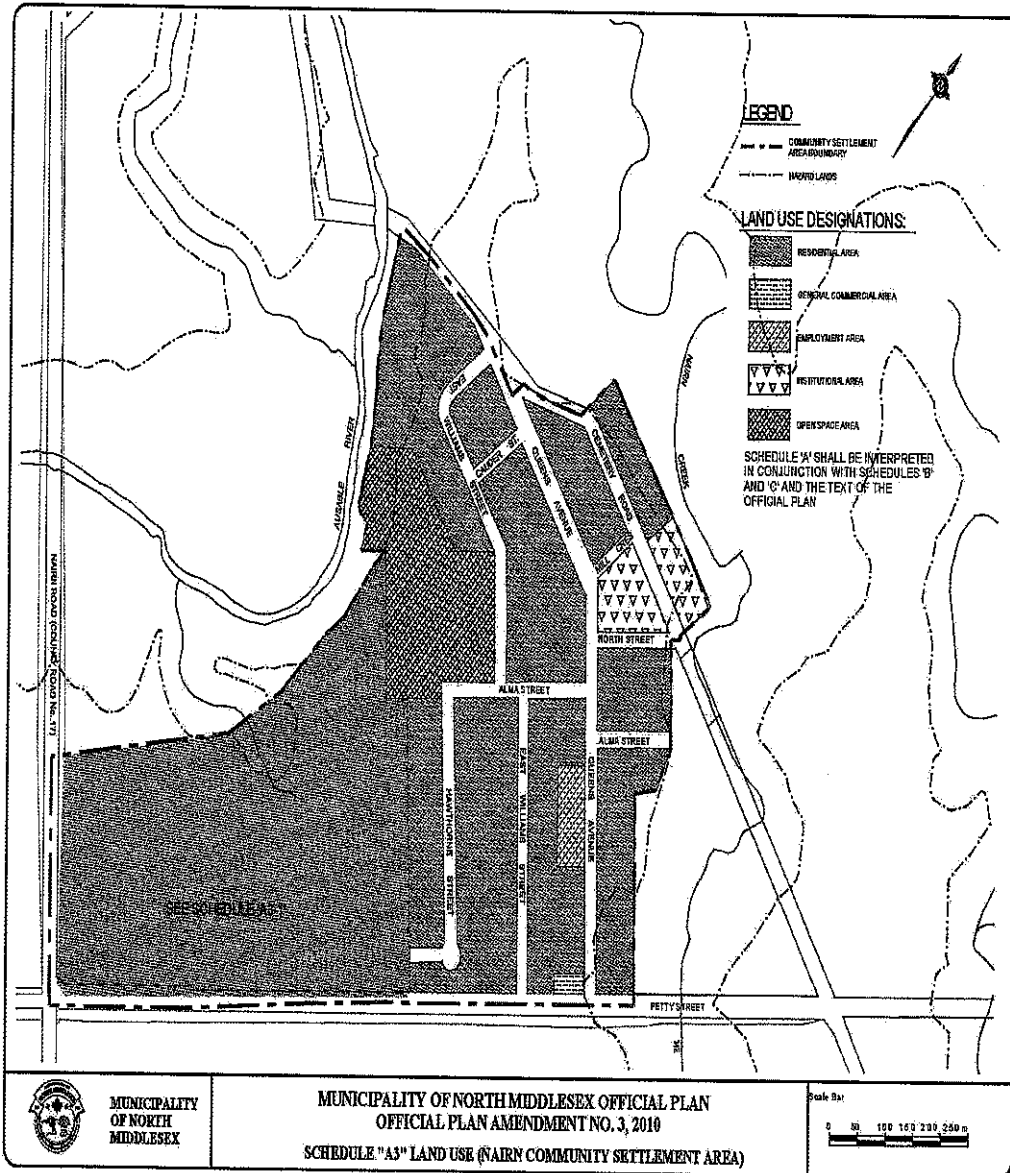 LEGEND
COMMUNITY SETTLEMENT
AREA BOUNDARY
HAZARD LANDS
LAND USE DESIGNATIONS:
RESIDENTIAL AREA
GENERAL COMMERCIAL AREA
EMPLOYMENT AREA
INSTITUTIONAL AREA
OPEN SPACE AREA
SCHEDULE 'A' SHALL BE INTERPRETED
IN CONJUNCTION WITH SCHEDULES 'B'
AND 'C' AND THE TEXT OF THE
OFFICIAL PLAN
EAST
WILLIAMS
STREET
CAMPER ST.
QUEENS AVENUE
CEMETERY ROAD
NAIRN
CREEK
AUSABLE
RIVER
NAIRN ROAD (COUNTY ROAD No. 17)
NORTH STREET
ALMA STREET
ALMA STREET
HAWTHORNE STREET
EAST WILLIAMS STREET
QUEENS AVENUE
PETTY STREET
MUNICIPALITY
OF NORTH
MIDDLESEX
MUNICIPALITY OF NORTH MIDDLESEX OFFICIAL PLAN
OFFICIAL PLAN AMENDMENT NO. 3, 2010
SCHEDULE "A3" LAND USE (NAIRN COMMUNITY SETTLEMENT AREA)
Scale Bar
0 50 100 150 200 250 m